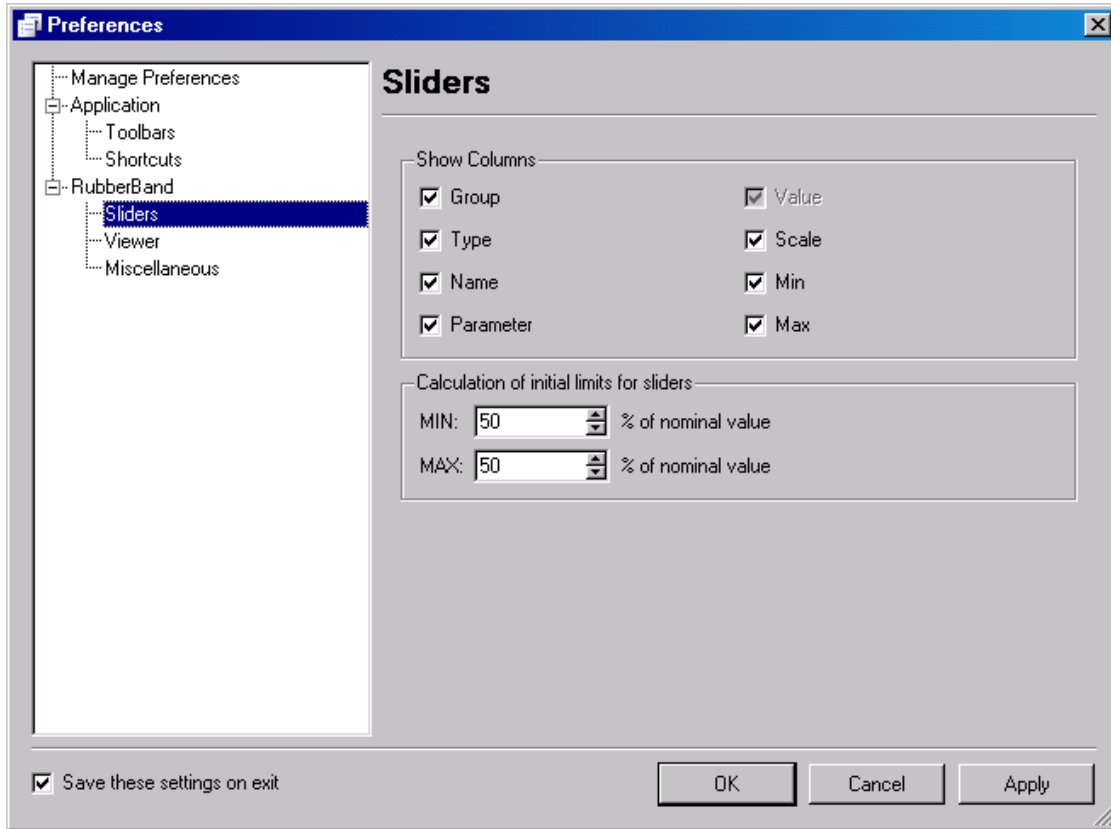 Preferences
Manage Preferences
Application
Toolbars
Shortcuts
RubberBand
Sliders
Viewer
Miscellaneous
Sliders
Show Columns
Group
Value
Type
Scale
Name
Min
Parameter
Max
Calculation of initial limits for sliders
MIN: 50 % of nominal value
MAX: 50 % of nominal value
Save these settings on exit
OK
Cancel
Apply